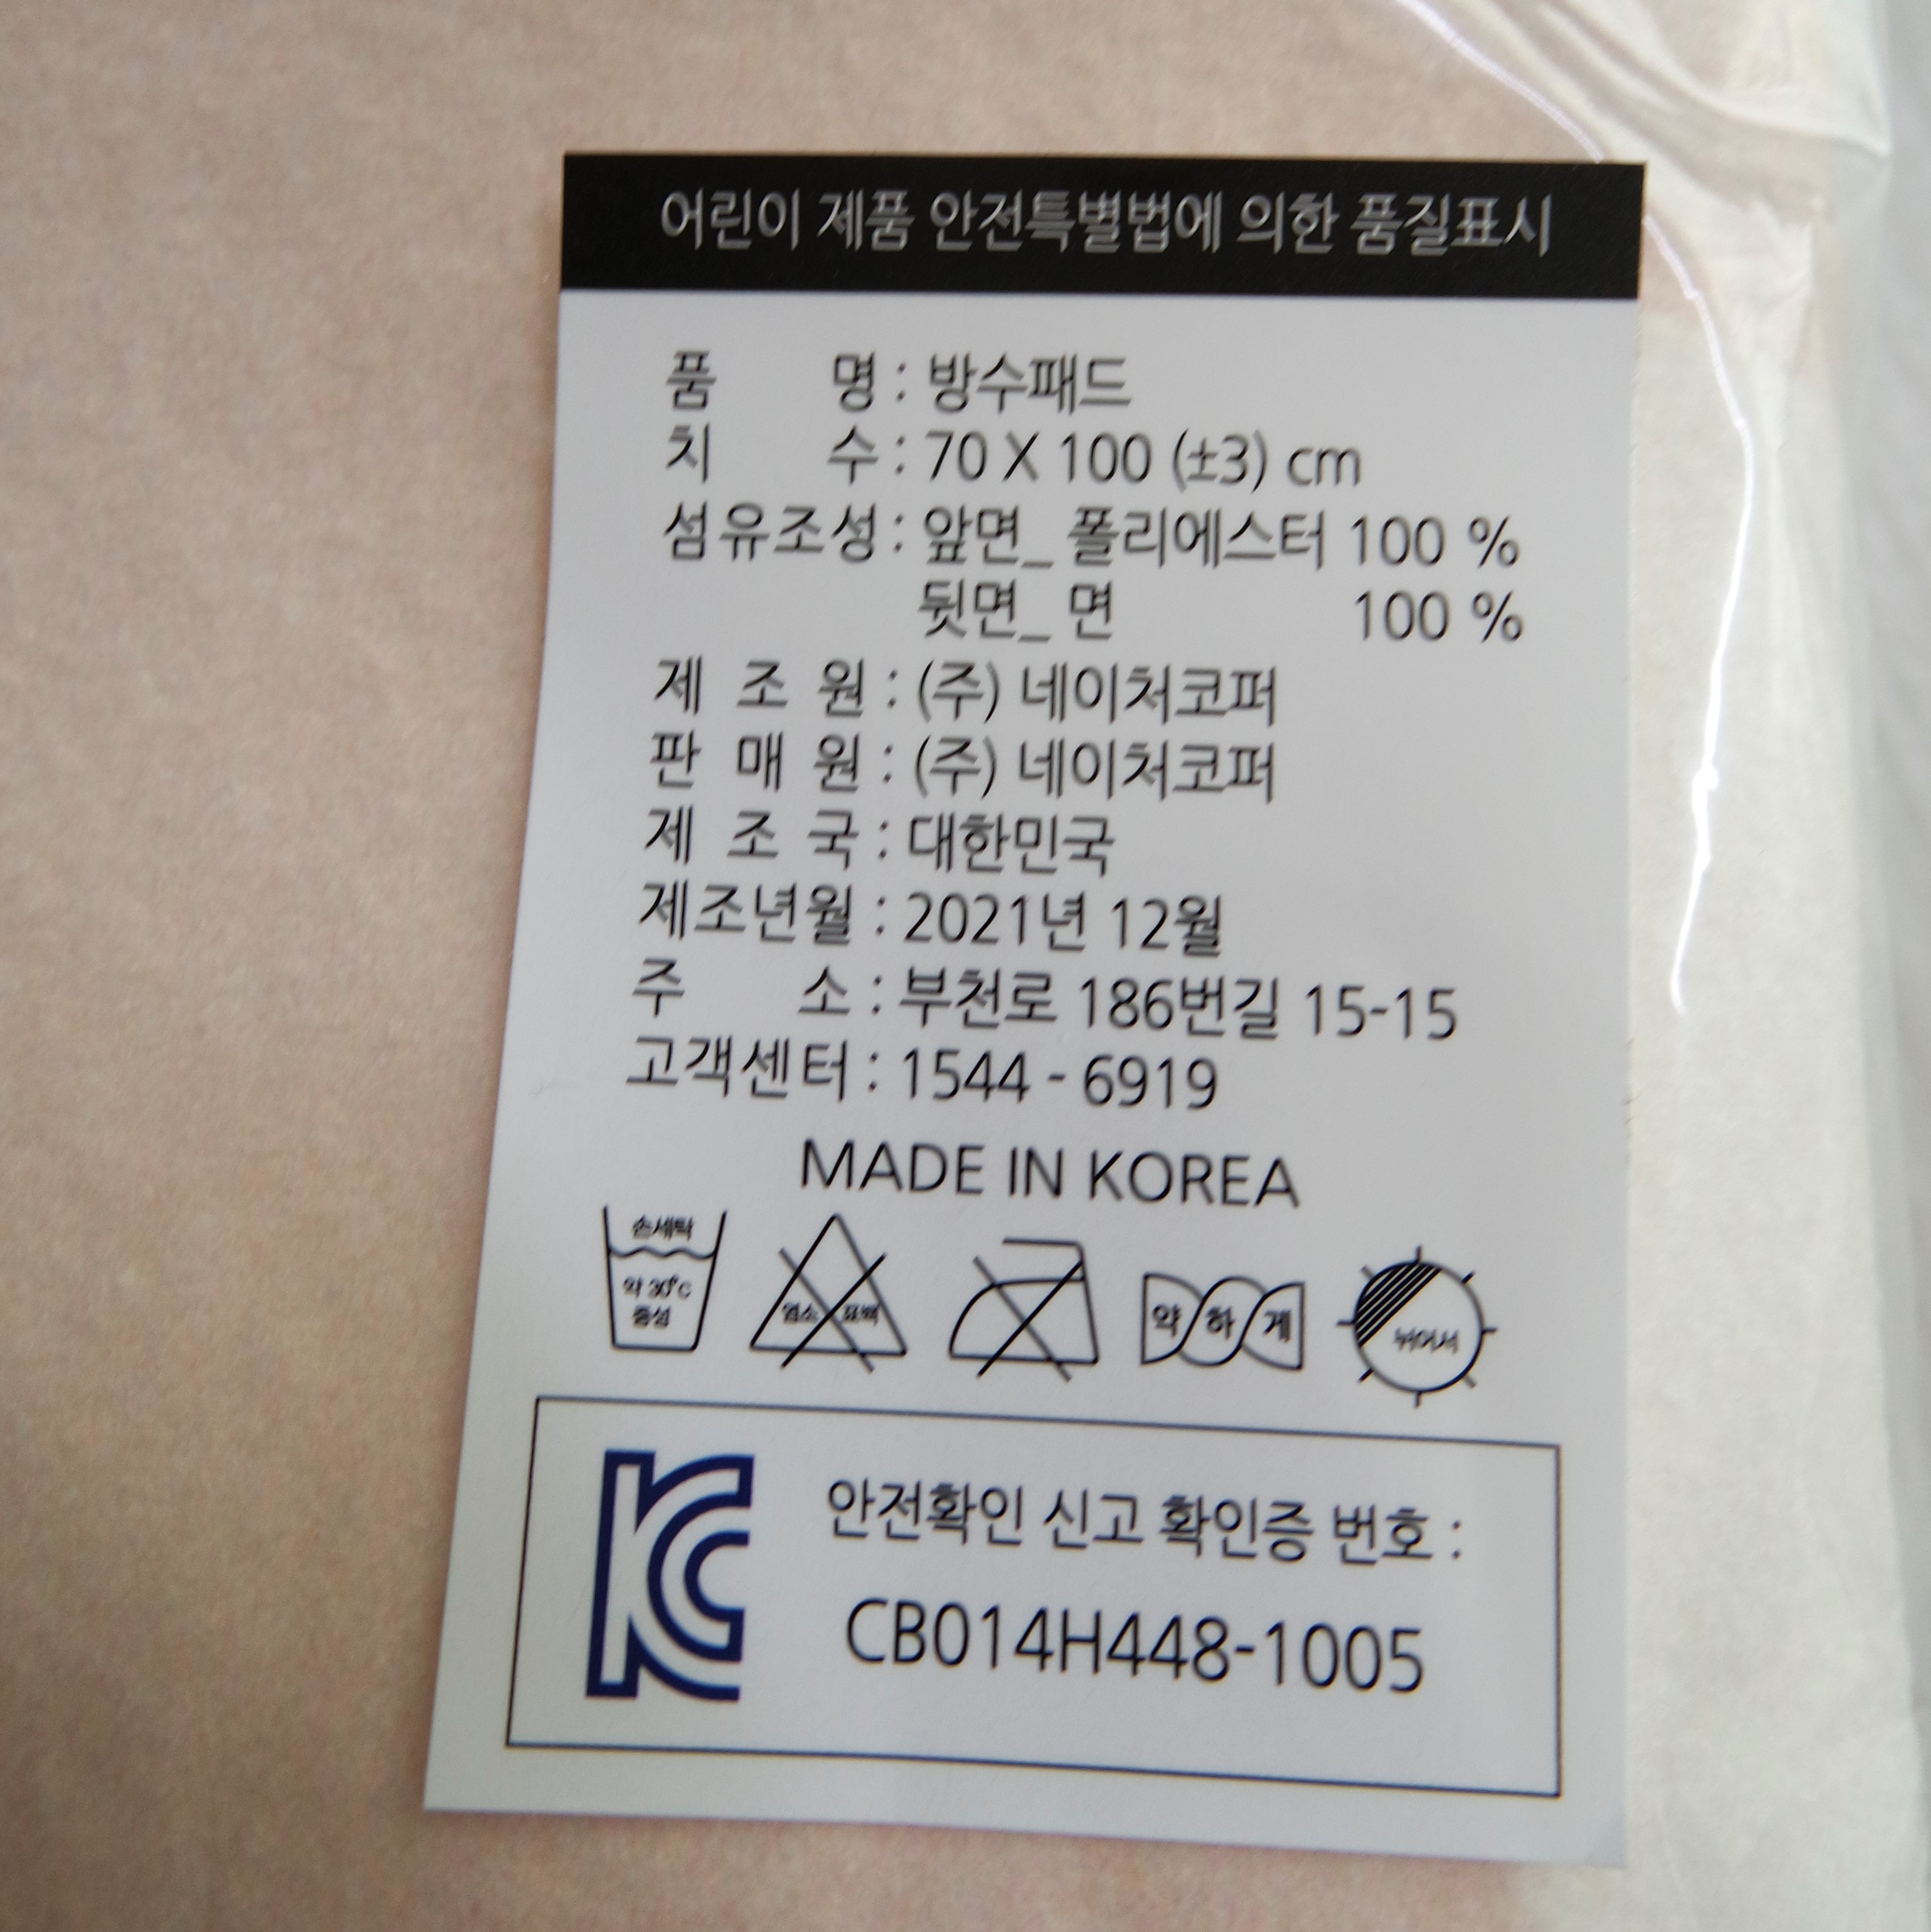 어린이 제품 안전특별법에 의한 품질표시
품 명 : 방수패드
치 수 : 70 X 100 (±3) cm
섬유조성 : 앞면_ 폴리에스터 100 %
뒷면_ 면 100 %
제 조 원 : (주) 네이처코퍼
판 매 원 : (주) 네이처코퍼
제 조 국 : 대한민국
제조년월 : 2021년 12월
주 소 : 부천로 186번길 15-15
고객센터 : 1544 - 6919
MADE IN KOREA
손세탁
약 30°C
중성
염소 표백
약 하 게
뉘어서
KC
안전확인 신고 확인증 번호 :
CB014H448-1005